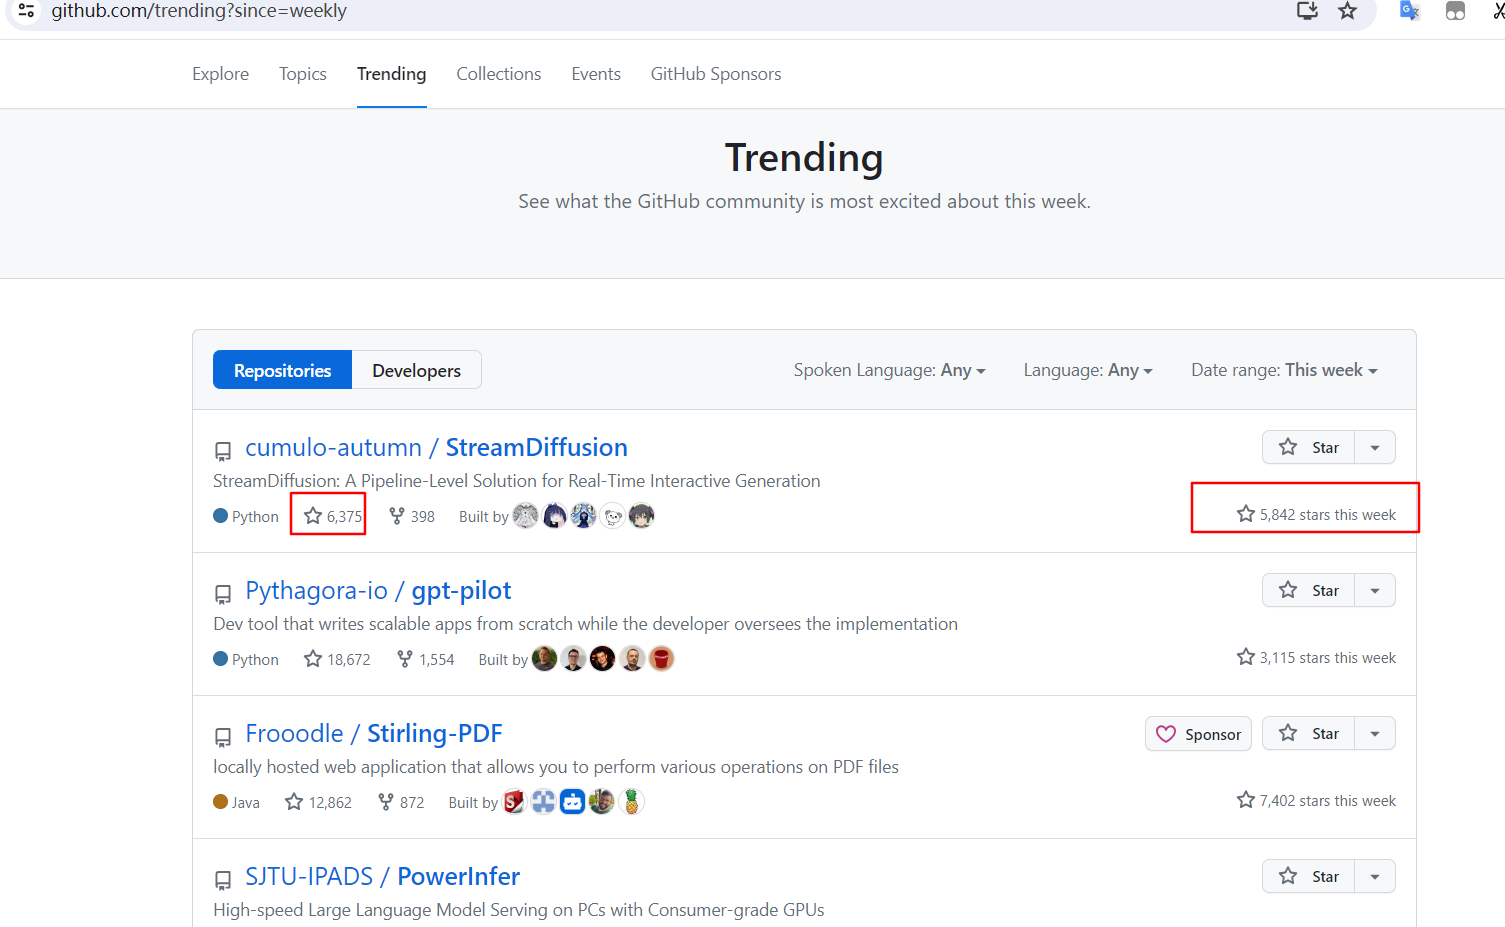 github.com/trending?since=weekly
Explore Topics Trending Collections Events GitHub Sponsors
Trending
See what the GitHub community is most excited about this week.
Repositories Developers Spoken Language: Any Language: Any Date range: This week
cumulo-autumn / StreamDiffusion Star
StreamDiffusion: A Pipeline-Level Solution for Real-Time Interactive Generation
Python 6,375 398 Built by 5,842 stars this week
Pythagora-io / gpt-pilot Star
Dev tool that writes scalable apps from scratch while the developer oversees the implementation
Python 18,672 1,554 Built by 3,115 stars this week
Frooodle / Stirling-PDF Sponsor Star
locally hosted web application that allows you to perform various operations on PDF files
Java 12,862 872 Built by 7,402 stars this week
SJTU-IPADS / PowerInfer Star
High-speed Large Language Model Serving on PCs with Consumer-grade GPUs